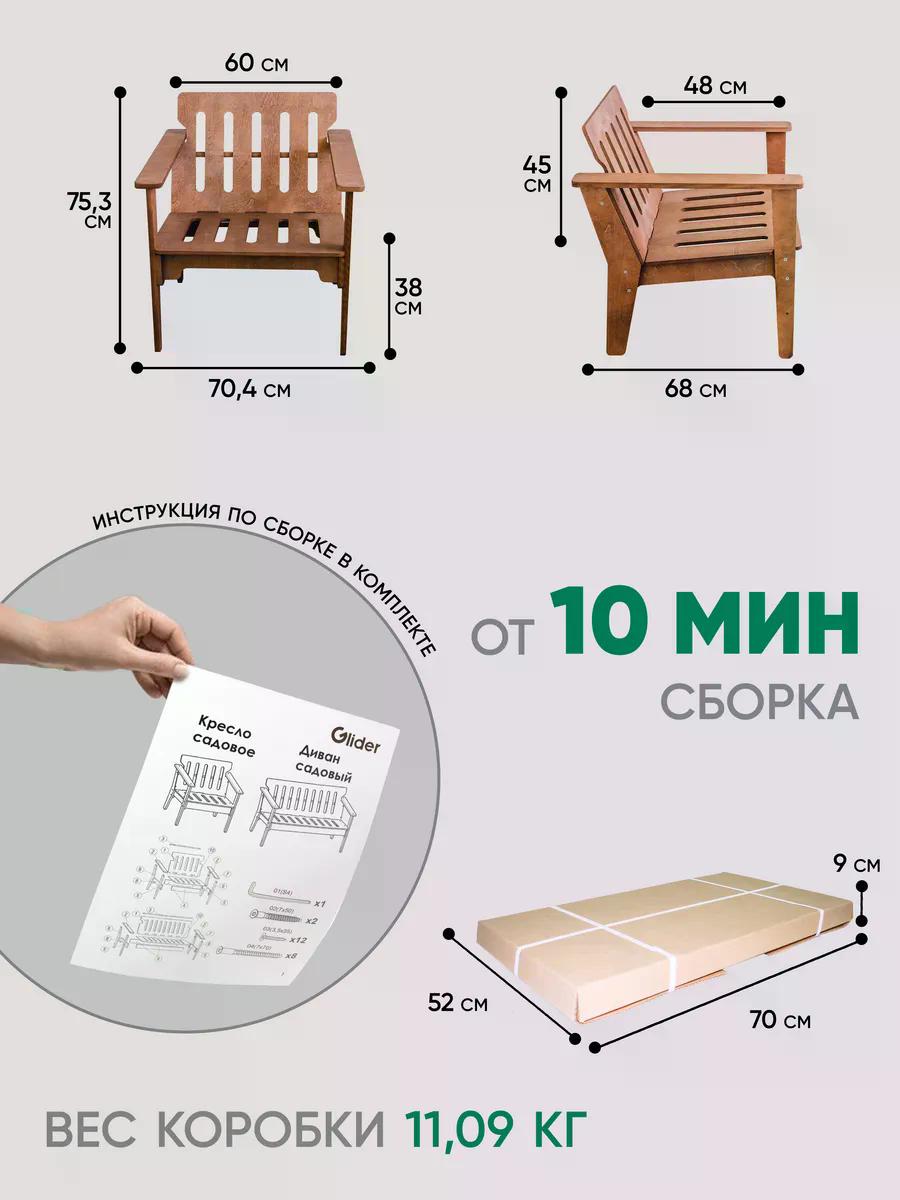 60 СМ
48 СМ
75,3
СМ
45
СМ
38
СМ
70,4 СМ
68 СМ
ИНСТРУКЦИЯ ПО СБОРКЕ В КОМПЛЕКТЕ
ОТ 10 МИН
СБОРКА
Кресло
садовое
Glider
Диван
садовый
01(S4)
x1
02(7x50)
x2
03(3,5x35)
x12
04(7x70)
x8
9 СМ
52 СМ
70 СМ
ВЕС КОРОБКИ 11,09 КГ